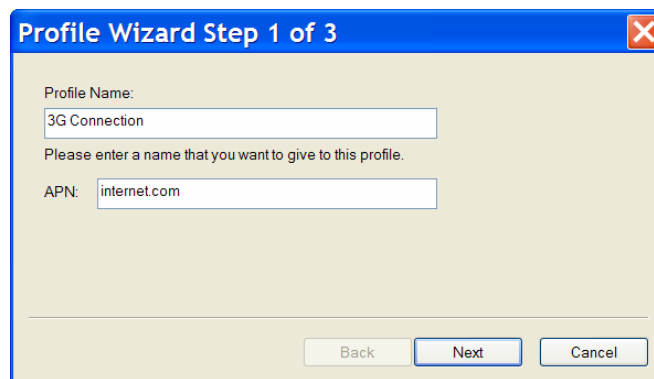 Profile Wizard Step 1 of 3
Profile Name:
3G Connection
Please enter a name that you want to give to this profile.
APN: internet.com
Back Next Cancel